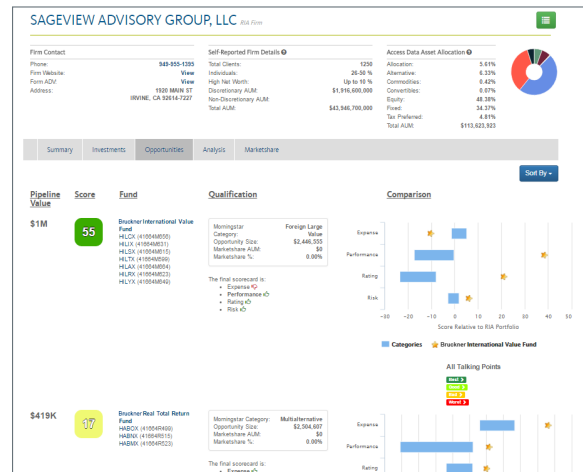 SAGEVIEW ADVISORY GROUP, LLC RIA Firm
Firm Contact
Phone: 949-955-1395
Firm Website: View
Form ADV: View
Address: 1920 MAIN ST
IRVINE, CA 92614-7227
Self-Reported Firm Details
Total Clients: 1250
Individuals: 26-50 %
High Net Worth: Up to 10 %
Discretionary AUM: $1,916,600,000
Non-Discretionary AUM:
Total AUM: $43,946,700,000
Access Data Asset Allocation
Allocation: 5.61%
Alternative: 6.33%
Commodities: 0.42%
Convertibles: 0.07%
Equity: 48.38%
Fixed: 34.37%
Tax Preferred: 4.81%
Total AUM: $113,623,923
Summary Investments Opportunities Analysis Marketshare
Sort By
Pipeline Value Score Fund Qualification Comparison
$1M
55
Bruckner International Value
Fund
HILCX (41664M656)
HILIX (41664M631)
HILSX (41664M615)
HILTX (41664M599)
HILAX (41664M664)
HILRX (41664M623)
HILYX (41664M649)
Morningstar Category: Foreign Large Value
Opportunity Size: $2,446,555
Marketshare AUM: $0
Marketshare %: 0.00%
The final scorecard is:
Expense
Performance
Rating
Risk
Expense
Performance
Rating
Risk
-30 -20 -10 0 10 20 30 40 50
Score Relative to RIA Portfolio
Categories Bruckner International Value Fund
All Talking Points
$419K
17
Bruckner Real Total Return
Fund
HABOX (41664R499)
HABNX (41664R515)
HABMX (41664R523)
Morningstar Category: Multialternative
Opportunity Size: $2,504,607
Marketshare AUM: $0
Marketshare %: 0.00%
The final scorecard is:
Expense
Expense
Performance
Rating